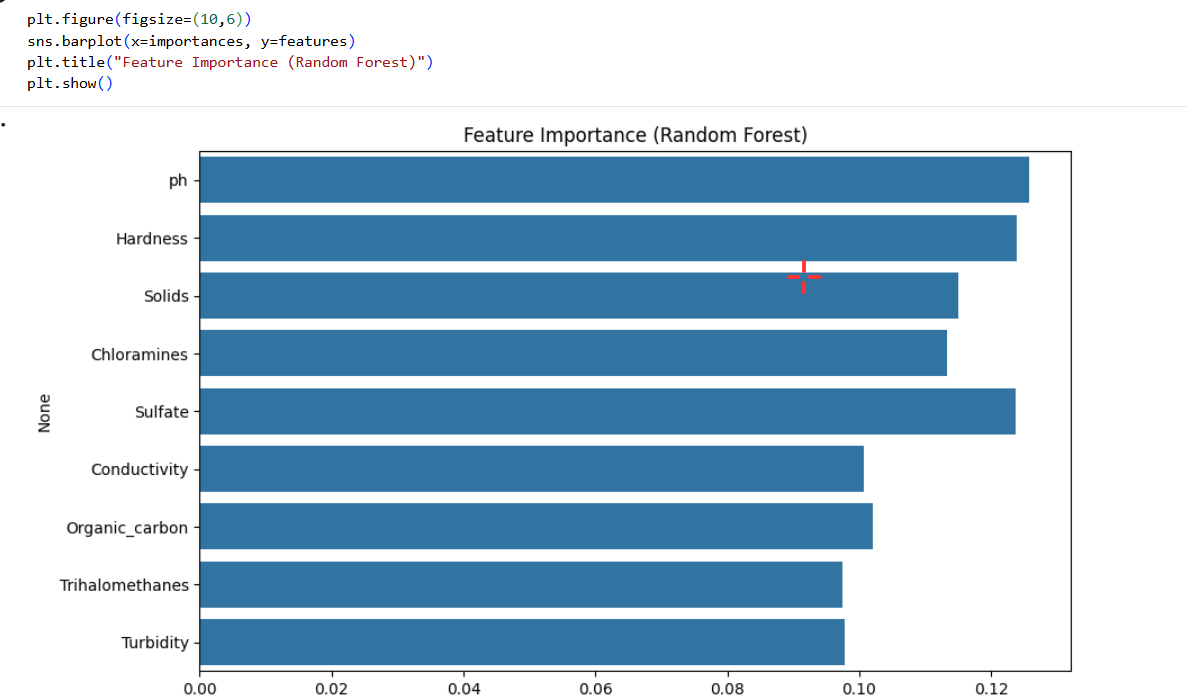 plt.figure(figsize=(10,6))
sns.barplot(x=importances, y=features)
plt.title("Feature Importance (Random Forest)")
plt.show()
Feature Importance (Random Forest)
ph
Hardness
Solids
Chloramines
Sulfate
None
Conductivity
Organic_carbon
Trihalomethanes
Turbidity
0.00 0.02 0.04 0.06 0.08 0.10 0.12